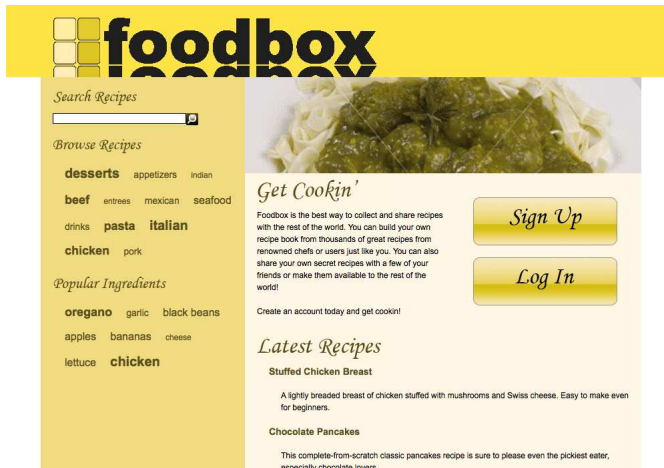 foodbox
Search Recipes
Browse Recipes
desserts appetizers indian
beef entrees mexican seafood
drinks pasta italian
chicken pork
Popular Ingredients
oregano garlic black beans
apples bananas cheese
lettuce chicken
Get Cookin'
Foodbox is the best way to collect and share recipes
with the rest of the world. You can build your own
recipe book from thousands of great recipes from
renowned chefs or users just like you. You can also
share your own secret recipes with a few of your
friends or make them available to the rest of the
world!
Create an account today and get cookin!
Sign Up
Log In
Latest Recipes
Stuffed Chicken Breast
A lightly breaded breast of chicken stuffed with mushrooms and Swiss cheese. Easy to make even
for beginners.
Chocolate Pancakes
This complete-from-scratch classic pancakes recipe is sure to please even the pickiest eater,
especially chocolate lovers